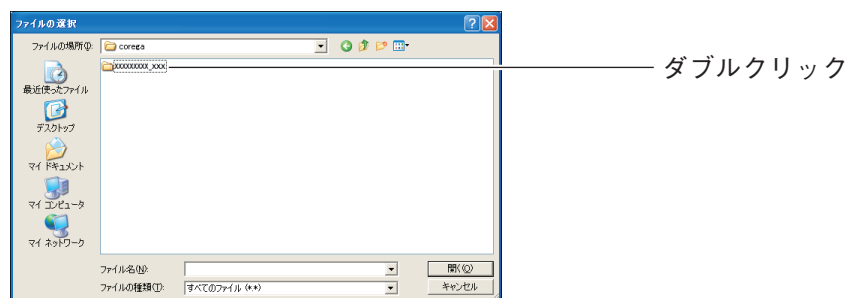 ファイルの選択
ファイルの場所(I):
corega
xxxxxxxxx_xxx
ダブルクリック
最近使ったファイル
デスクトップ
マイ ドキュメント
マイ コンピュータ
マイ ネットワーク
ファイル名(N):
開く(O)
ファイルの種類(T):
すべてのファイル (*.*)
キャンセル